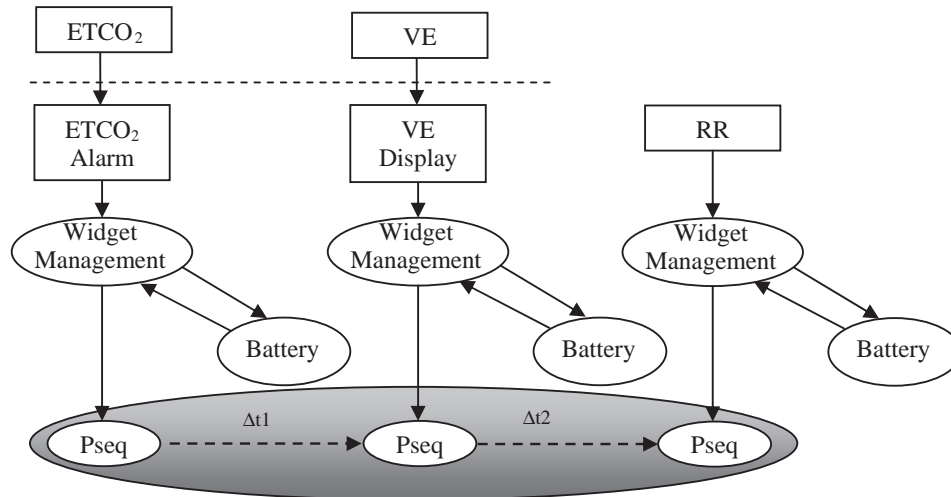 ETCO₂
VE
ETCO₂
Alarm
VE
Display
RR
Widget
Management
Widget
Management
Widget
Management
Battery
Battery
Battery
Δt1
Δt2
Pseq
Pseq
Pseq